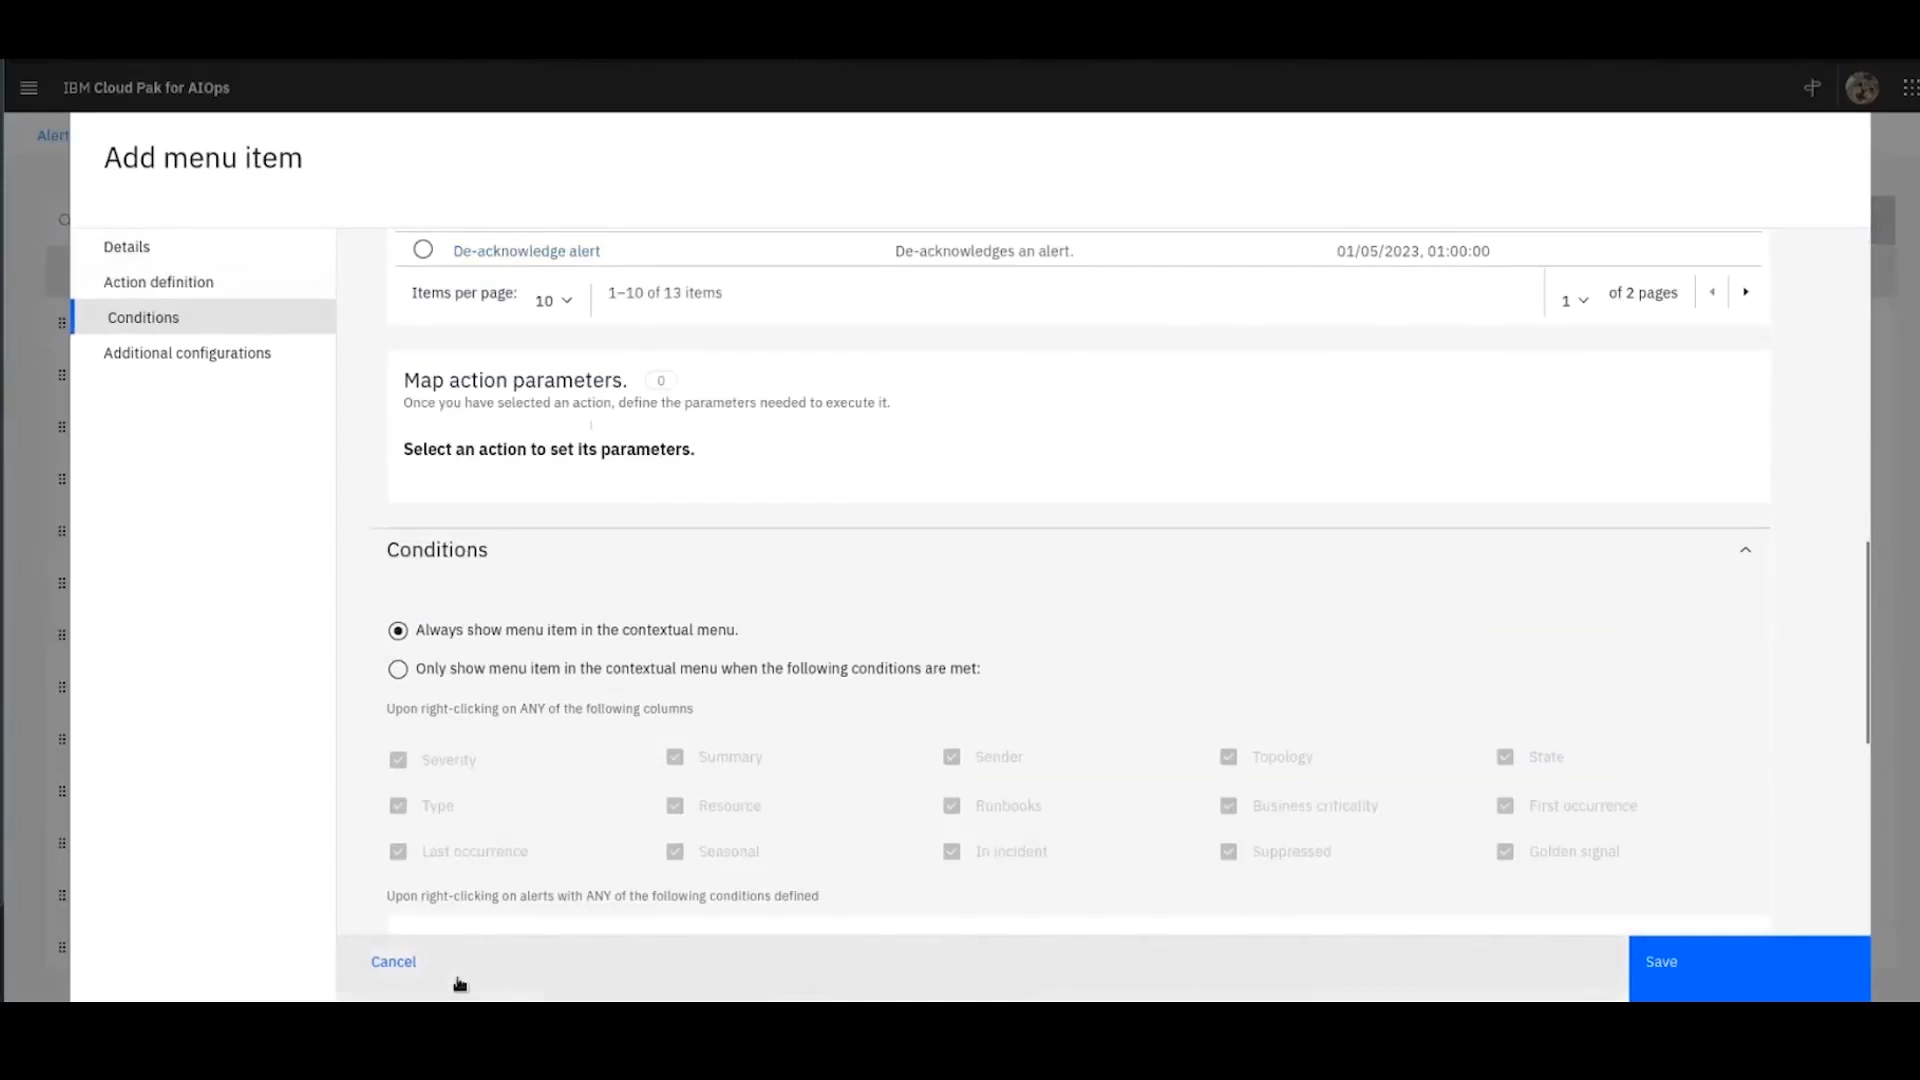 IBM Cloud Pak for AIOps
Alert
Add menu item
Details
Action definition
Conditions
Additional configurations
De-acknowledge alert De-acknowledges an alert. 01/05/2023, 01:00:00
Items per page: 10 1–10 of 13 items 1 of 2 pages
Map action parameters. 0
Once you have selected an action, define the parameters needed to execute it.
Select an action to set its parameters.
Conditions
Always show menu item in the contextual menu.
Only show menu item in the contextual menu when the following conditions are met:
Upon right-clicking on ANY of the following columns
Severity Summary Sender Topology State
Type Resource Runbooks Business criticality First occurrence
Last occurrence Seasonal In incident Suppressed Golden signal
Upon right-clicking on alerts with ANY of the following conditions defined
Cancel Save